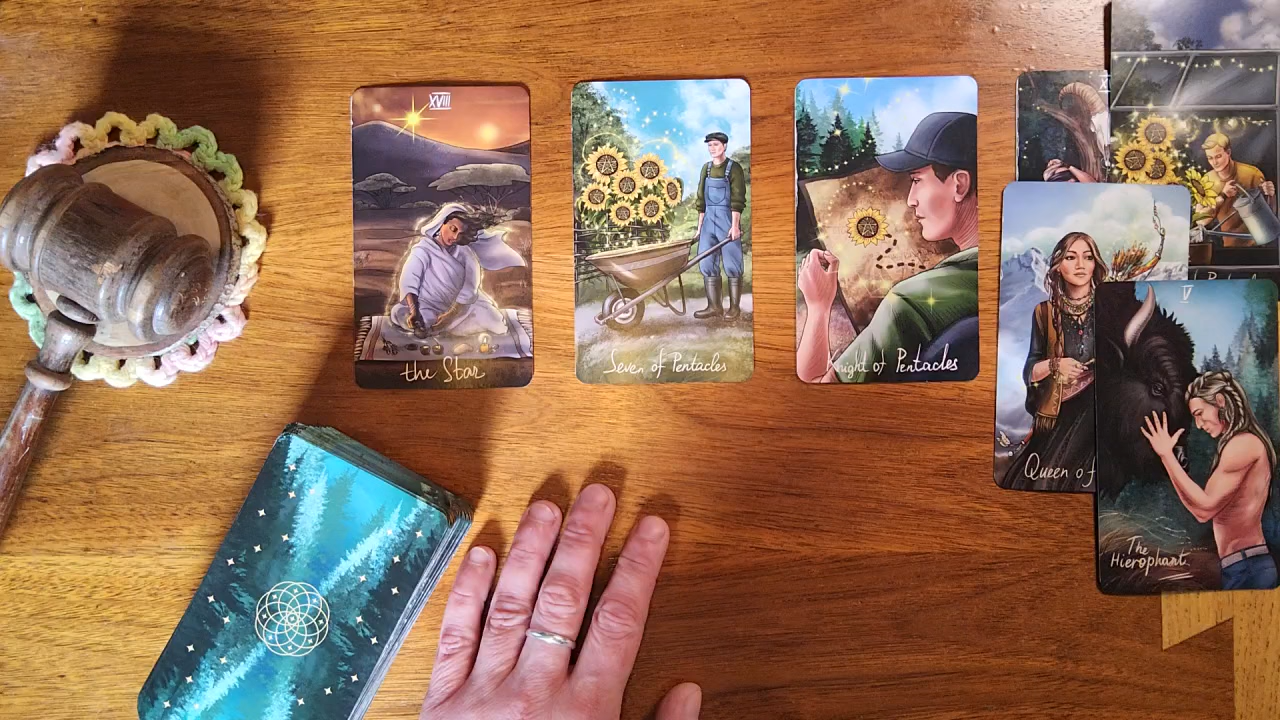 XVIII
the Star
Seven of Pentacles
Knight of Pentacles
X
Queen of
V
The
Hierophant